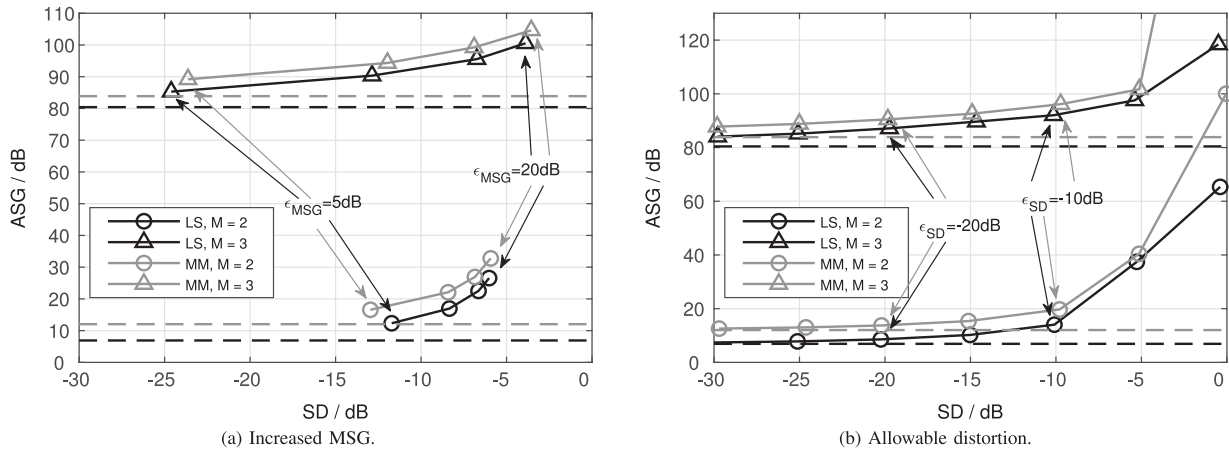 110
100
90
80
70
60
50
40
30
20
10
0
ASG / dB
-30
-25
-20
-15
-10
-5
0
SD / dB
ϵMSG=5dB
ϵMSG=20dB
LS, M = 2
LS, M = 3
MM, M = 2
MM, M = 3
(a) Increased MSG.
120
100
80
60
40
20
0
ASG / dB
-30
-25
-20
-15
-10
-5
0
SD / dB
ϵSD=-20dB
ϵSD=-10dB
LS, M = 2
LS, M = 3
MM, M = 2
MM, M = 3
(b) Allowable distortion.